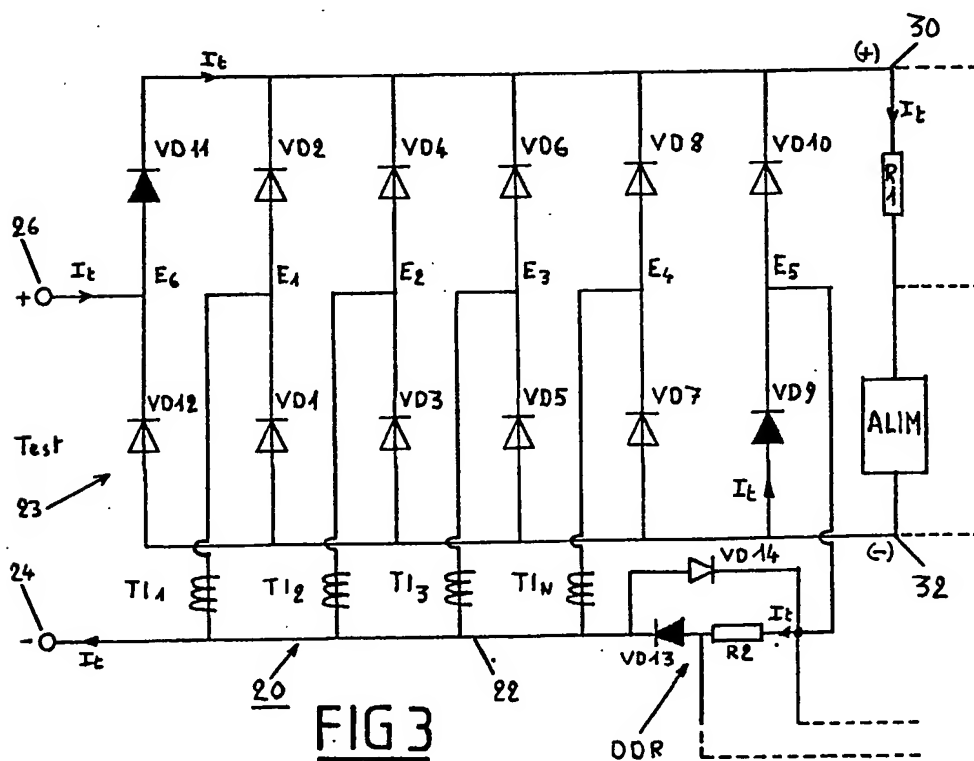 30
It (+)
It
VD11 VD2 VD4 VD6 VD8 VD10
R1
26
It E6 E1 E2 E3 E4 E5
+
VD12 VD1 VD3 VD5 VD7 VD9
ALIM
Test
23
It
(-)
VD14
32
24
TI1 TI2 TI3 TIN
It
-
It
VD13 R2
20
22
DDR
FIG 3